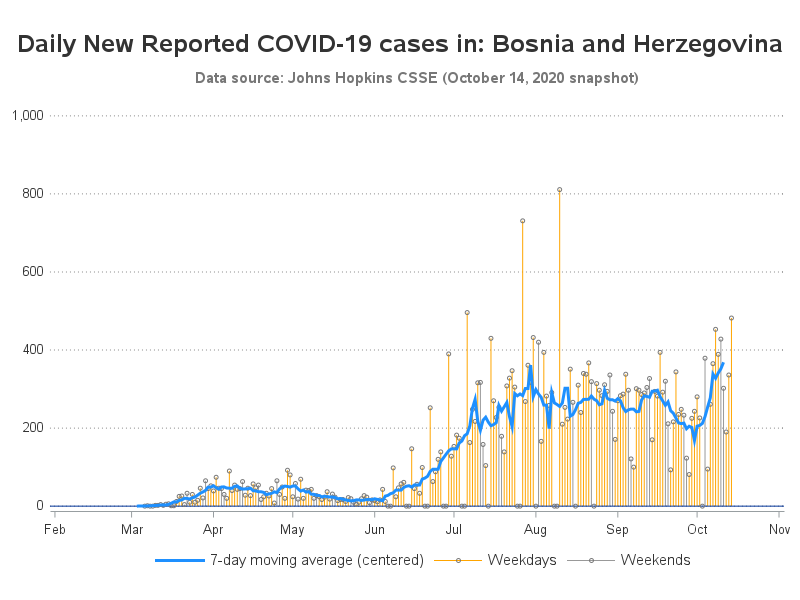 Daily New Reported COVID-19 cases in: Bosnia and Herzegovina
Data source: Johns Hopkins CSSE (October 14, 2020 snapshot)
1,000
800
600
400
200
0
Feb Mar Apr May Jun Jul Aug Sep Oct Nov
7-day moving average (centered) Weekdays Weekends